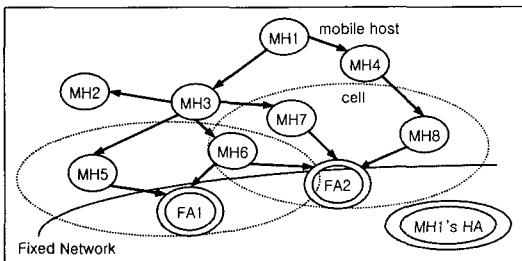 MH1
mobile host
MH4
MH2
MH3
cell
MH7
MH8
MH6
MH5
FA2
FA1
MH1's HA
Fixed Network